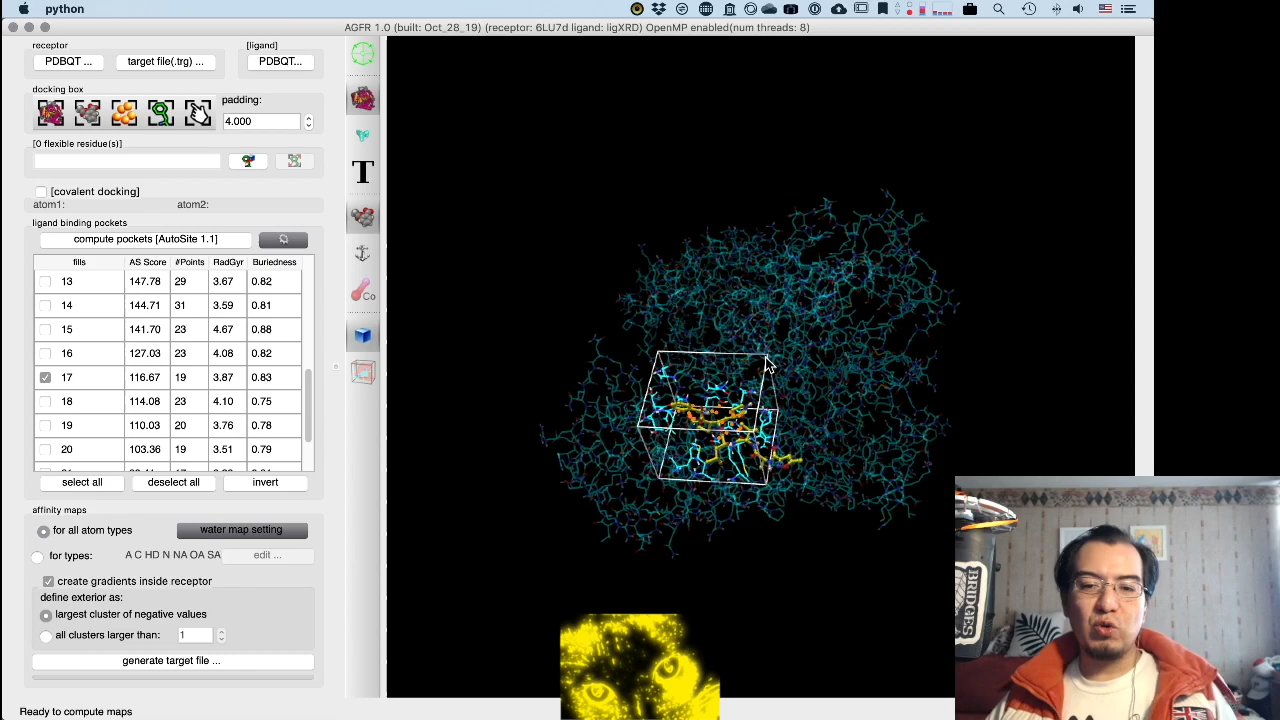 python
AGFR 1.0 (built: Oct_28_19) (receptor: 6LU7d ligand: ligXRD) OpenMP enabled(num threads: 8)
receptor
[ligand]
PDBQT ...
target file(.trg) ...
PDBQT...
docking box
padding:
4.000
[0 flexible residue(s)]
[covalent docking]
atom1:
atom2:
ligand binding pockets
compute pockets [AutoSite 1.1]
fills AS Score #Points RadGyr Buriedness
13 147.78 29 3.67 0.82
14 144.71 31 3.59 0.81
15 141.70 23 4.67 0.88
16 127.03 23 4.08 0.82
17 116.67 19 3.87 0.83
18 114.08 20 4.10 0.75
19 110.03 20 3.76 0.78
20 103.36 19 3.51 0.79
select all
deselect all
invert
affinity maps
for all atom types
water map setting
for types:
A C HD N NA OA SA
edit ...
create gradients inside receptor
define exterior as:
largest cluster of negative values
all clusters larger than:
1
generate target file ...
Ready to compute maps
T
Co
BRIDGES